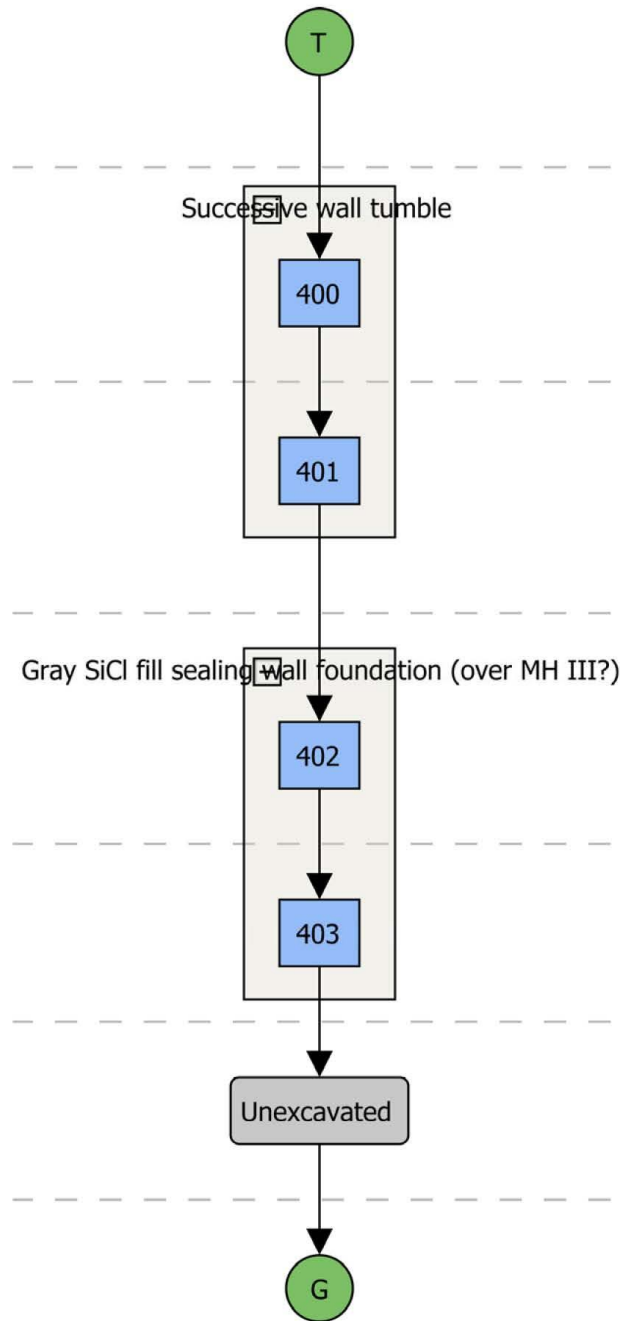 T
Successive wall tumble
400
401
Gray SiCl fill sealing wall foundation (over MH III?)
402
403
Unexcavated
G